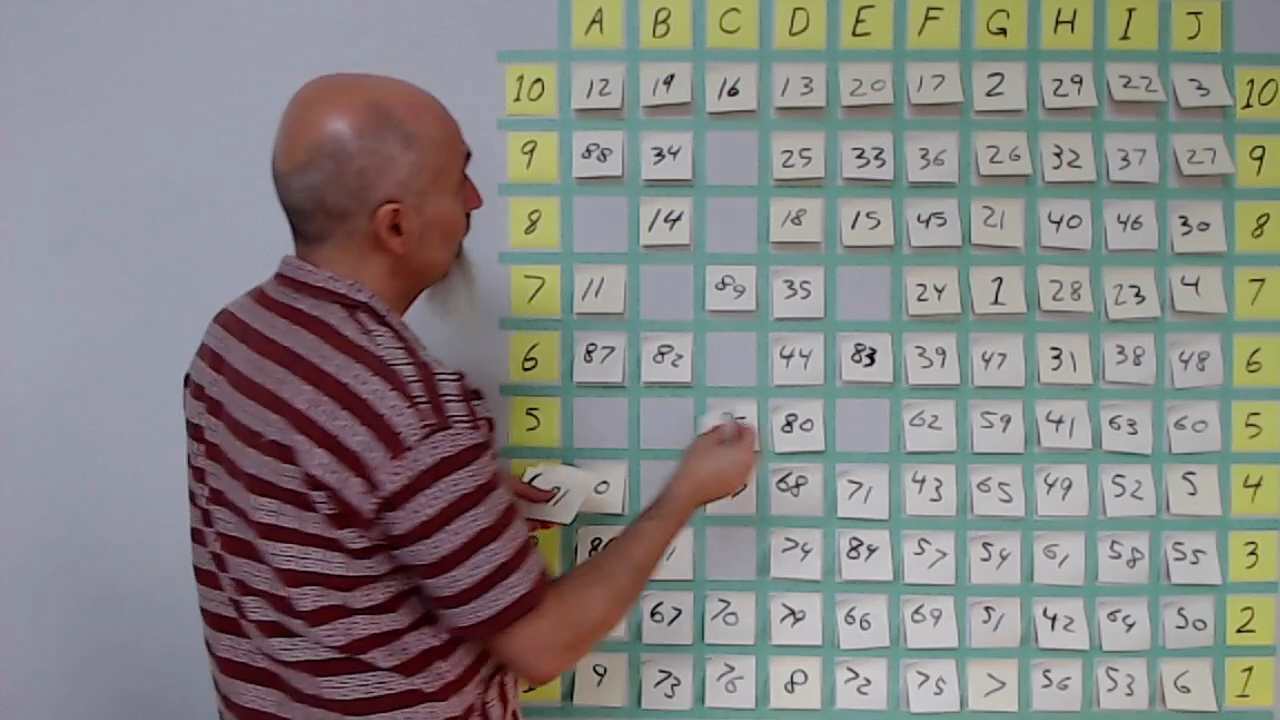 A B C D E F G H I J
10 12 19 16 13 20 17 2 29 22 3 10
9 88 34 25 33 36 26 32 37 27 9
8 14 18 15 45 21 40 46 30 8
7 11 89 35 24 1 28 23 4 7
6 87 82 44 83 39 47 31 38 48 6
5 80 62 59 41 63 60 5
68 71 43 65 49 52 5 4
74 84 57 54 61 58 55 3
67 70 79 66 69 51 42 64 50 2
9 73 76 8 72 75 7 56 53 6 1